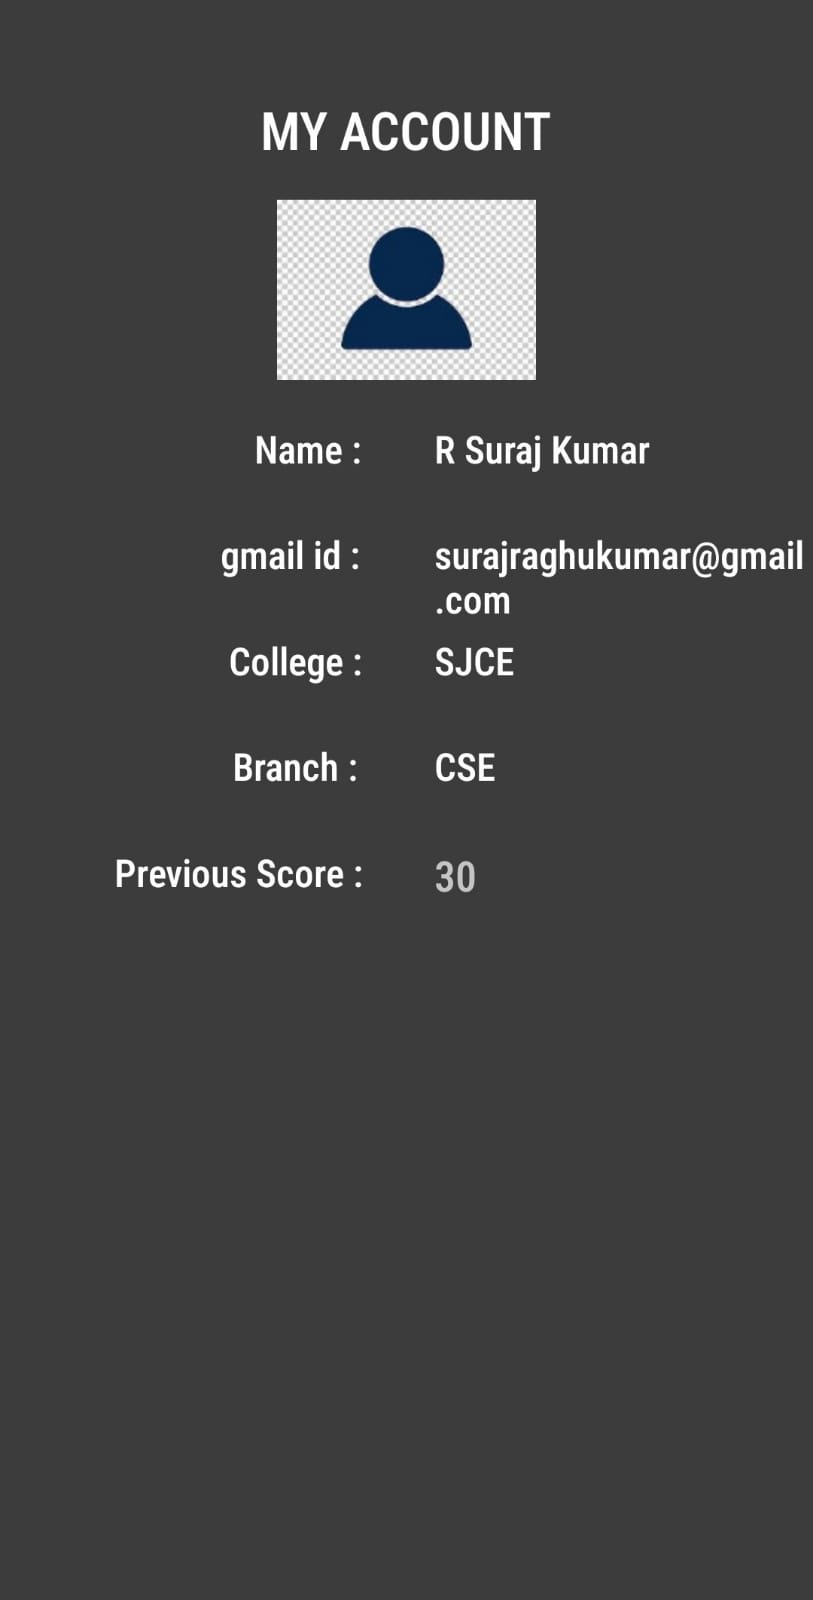 MY ACCOUNT
Name : R Suraj Kumar
gmail id : surajraghukumar@gmail
.com
College : SJCE
Branch : CSE
Previous Score : 30